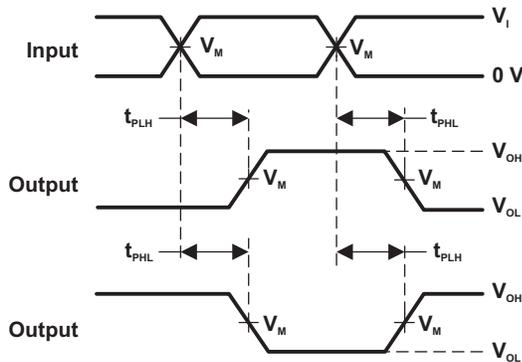 V_I
Input V_M V_M
0 V
t_PLH t_PHL
V_OH
Output V_M V_M
V_OL
t_PHL t_PLH
V_OH
Output V_M V_M
V_OL